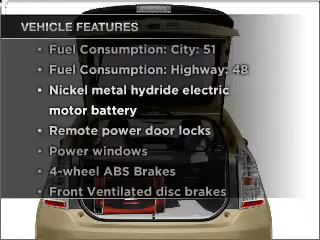 VEHICLE FEATURES
• Fuel Consumption: City: 51
• Fuel Consumption: Highway: 48
• Nickel metal hydride electric
motor battery
• Remote power door locks
• Power windows
• 4-wheel ABS Brakes
• Front Ventilated disc brakes